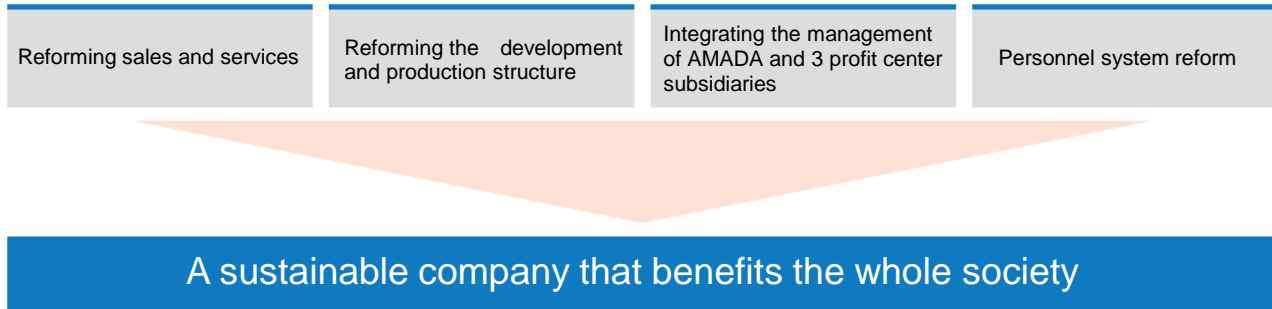 Reforming sales and services
Reforming the development
and production structure
Integrating the management
of AMADA and 3 profit center
subsidiaries
Personnel system reform
A sustainable company that benefits the whole society